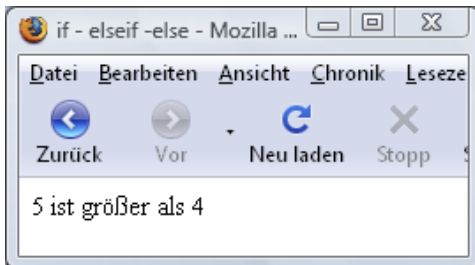 if - elseif -else - Mozilla ...
Datei Bearbeiten Ansicht Chronik Leseze
Zurück Vor Neu laden Stopp
5 ist größer als 4